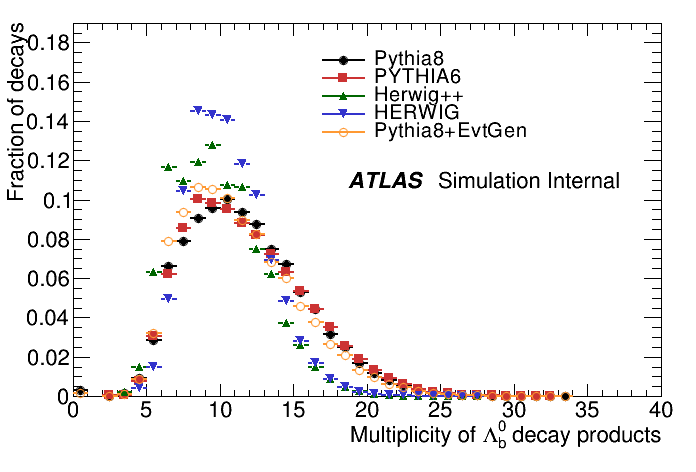 Fraction of decays
0.18
0.16
0.14
0.12
0.1
0.08
0.06
0.04
0.02
0
Pythia8
PYTHIA6
Herwig++
HERWIG
Pythia8+EvtGen
ATLAS Simulation Internal
0 5 10 15 20 25 30 35 40
Multiplicity of Λ⁰_b decay products